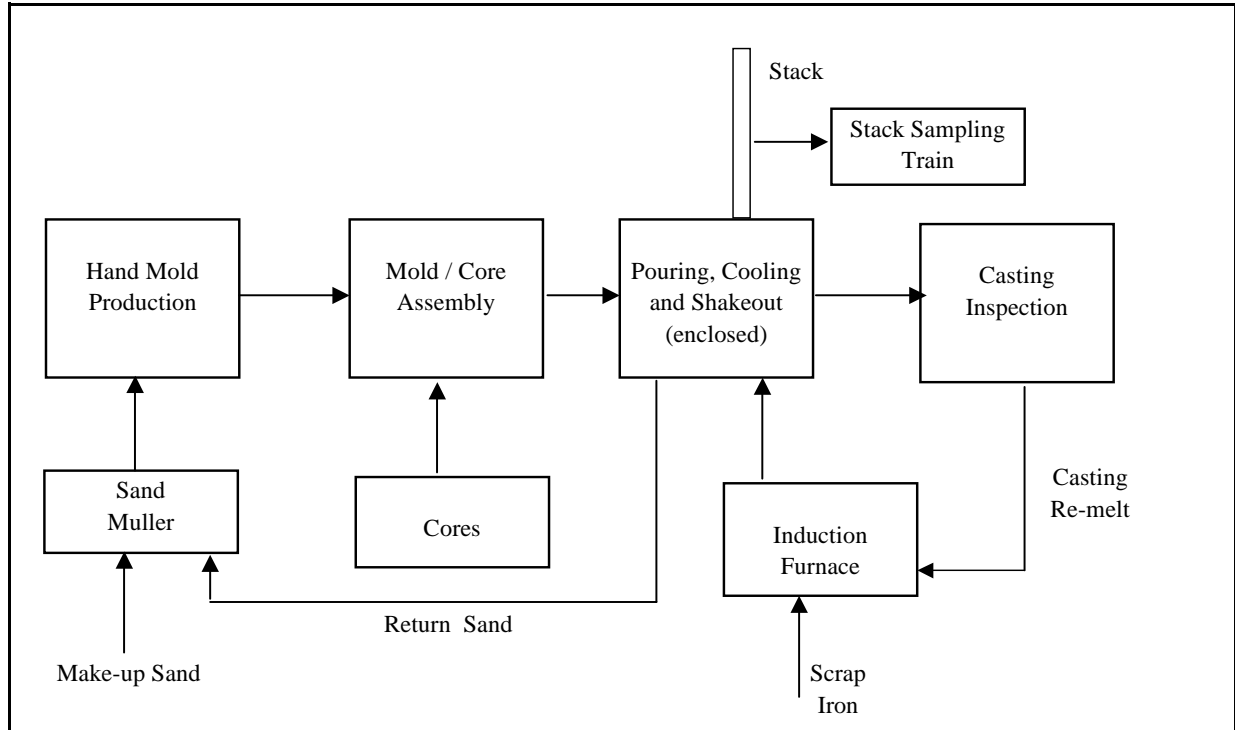 Stack
Stack Sampling
Train
Hand Mold
Production
Mold / Core
Assembly
Pouring, Cooling
and Shakeout
(enclosed)
Casting
Inspection
Sand
Muller
Cores
Induction
Furnace
Casting
Re-melt
Return Sand
Make-up Sand
Scrap
Iron